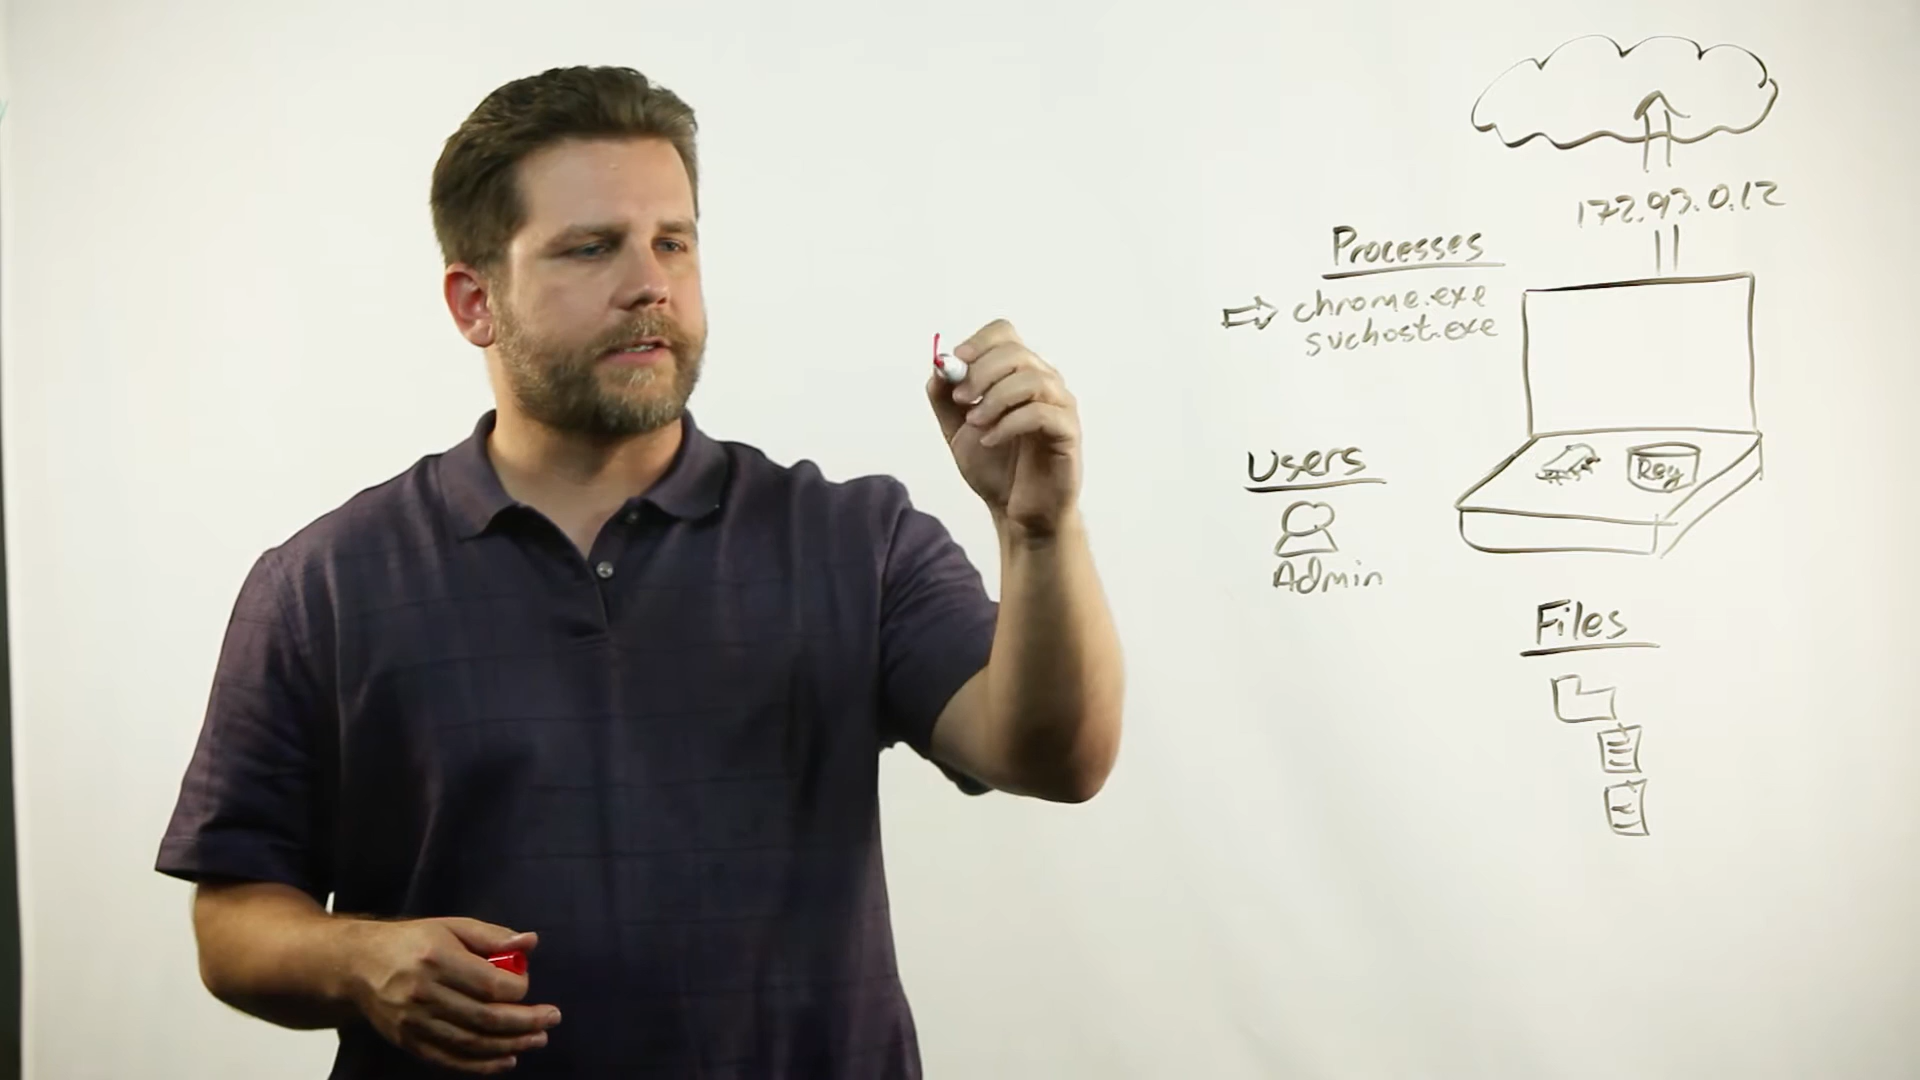 172.93.0.12
Processes
chrome.exe
svchost.exe
Users
Reg
Admin
Files